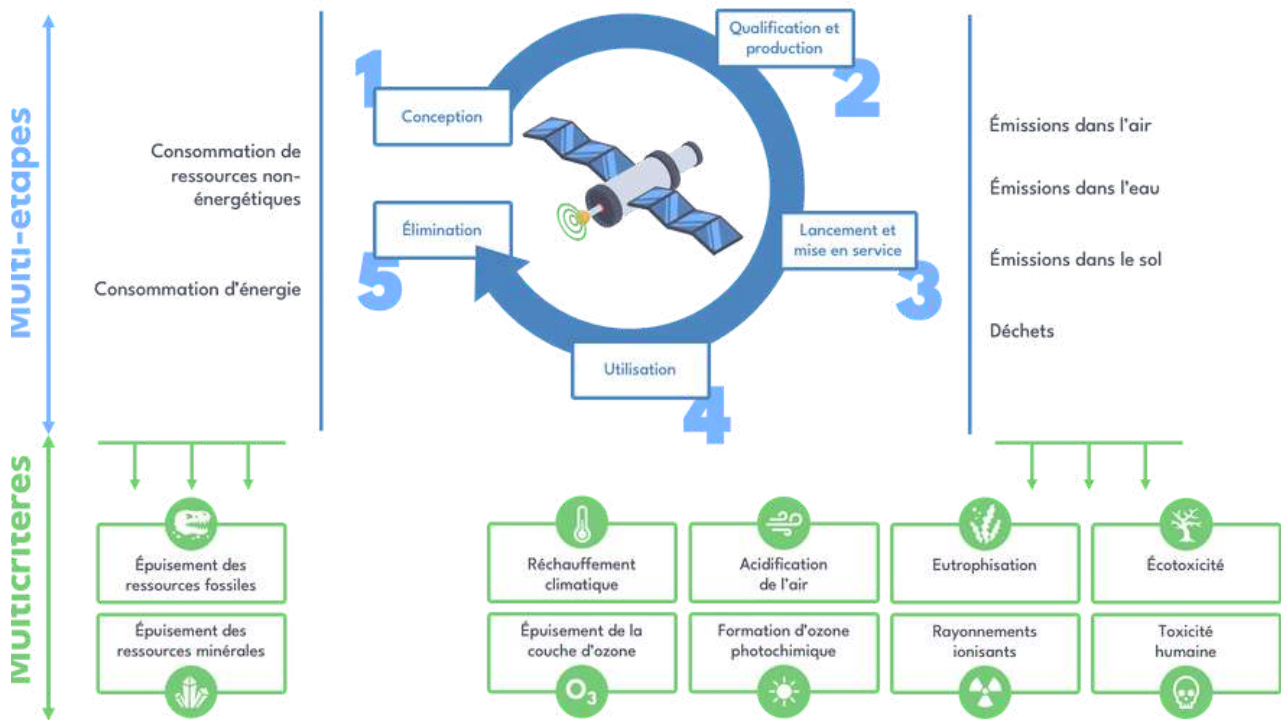 Multi-etapes
Consommation de
ressources non-
énergétiques
Consommation d'énergie
1
Conception
Qualification et
production
2
Lancement et
mise en service
3
Utilisation
4
Élimination
5
Émissions dans l'air
Émissions dans l'eau
Émissions dans le sol
Déchets
Multicriteres
Épuisement des
ressources fossiles
Épuisement des
ressources minérales
Réchauffement
climatique
Acidification
de l'air
Eutrophisation
Écotoxicité
Épuisement de la
couche d'ozone
O3
Formation d'ozone
photochimique
Rayonnements
ionisants
Toxicité
humaine